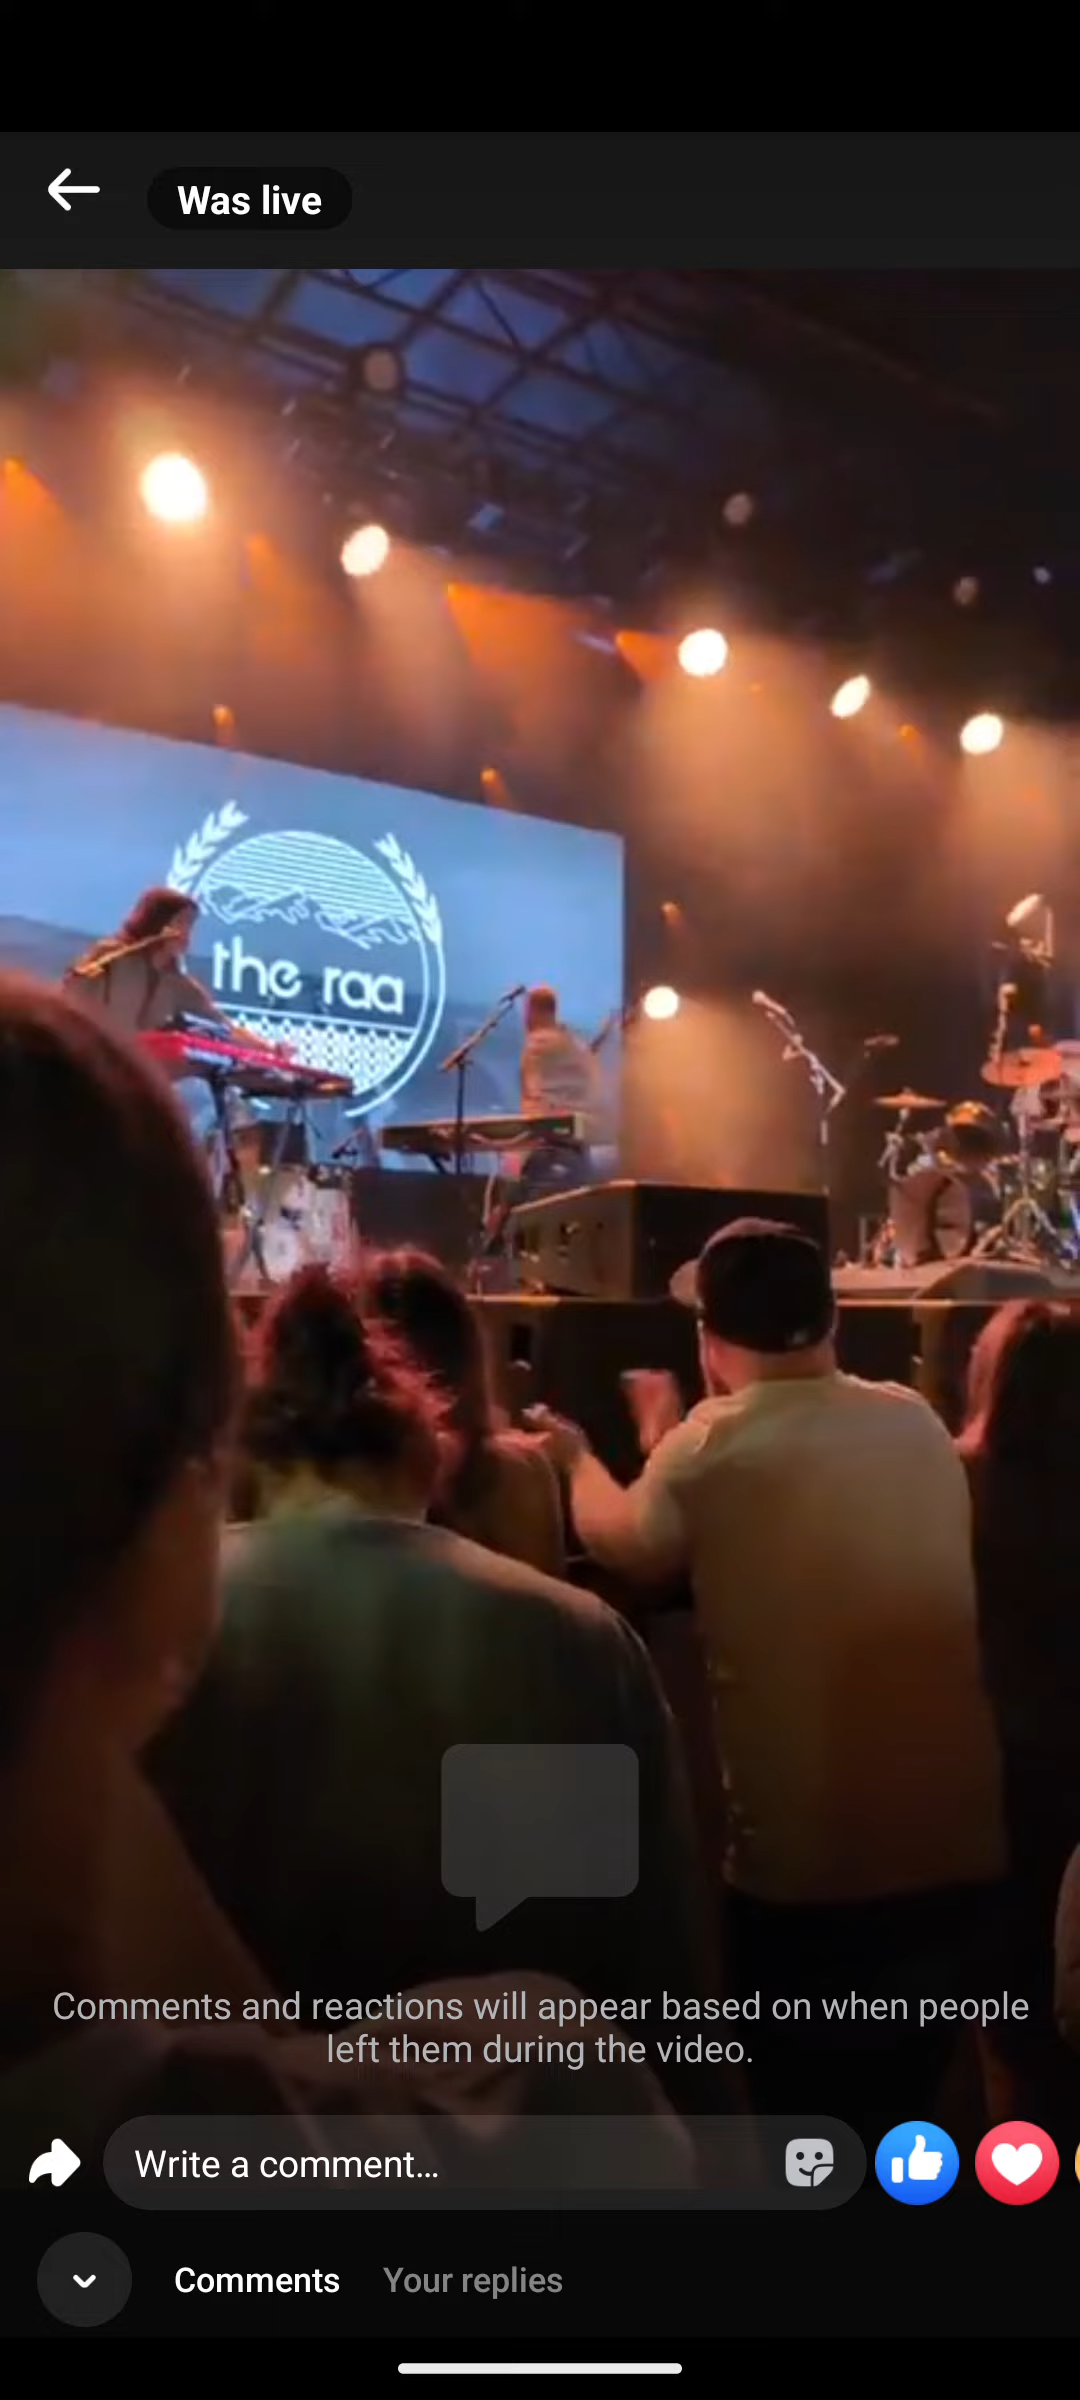 Was live
the raa
Comments and reactions will appear based on when people
left them during the video.
Write a comment…
Comments
Your replies